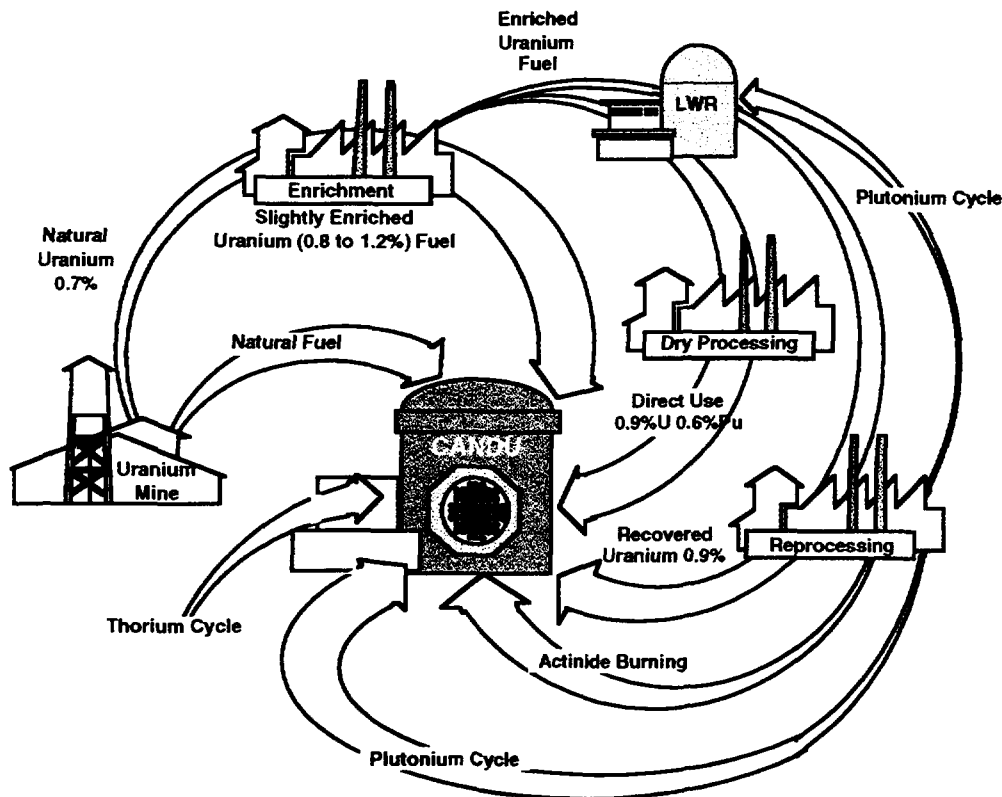 Enriched
Uranium
Fuel
LWR
Enrichment
Slightly Enriched
Uranium (0.8 to 1.2%) Fuel
Plutonium Cycle
Natural
Uranium
0.7%
Natural Fuel
Dry Processing
Direct Use
0.9%U 0.6%Pu
CANDU
Uranium
Mine
Recovered
Uranium 0.9%
Reprocessing
Thorium Cycle
Actinide Burning
Plutonium Cycle